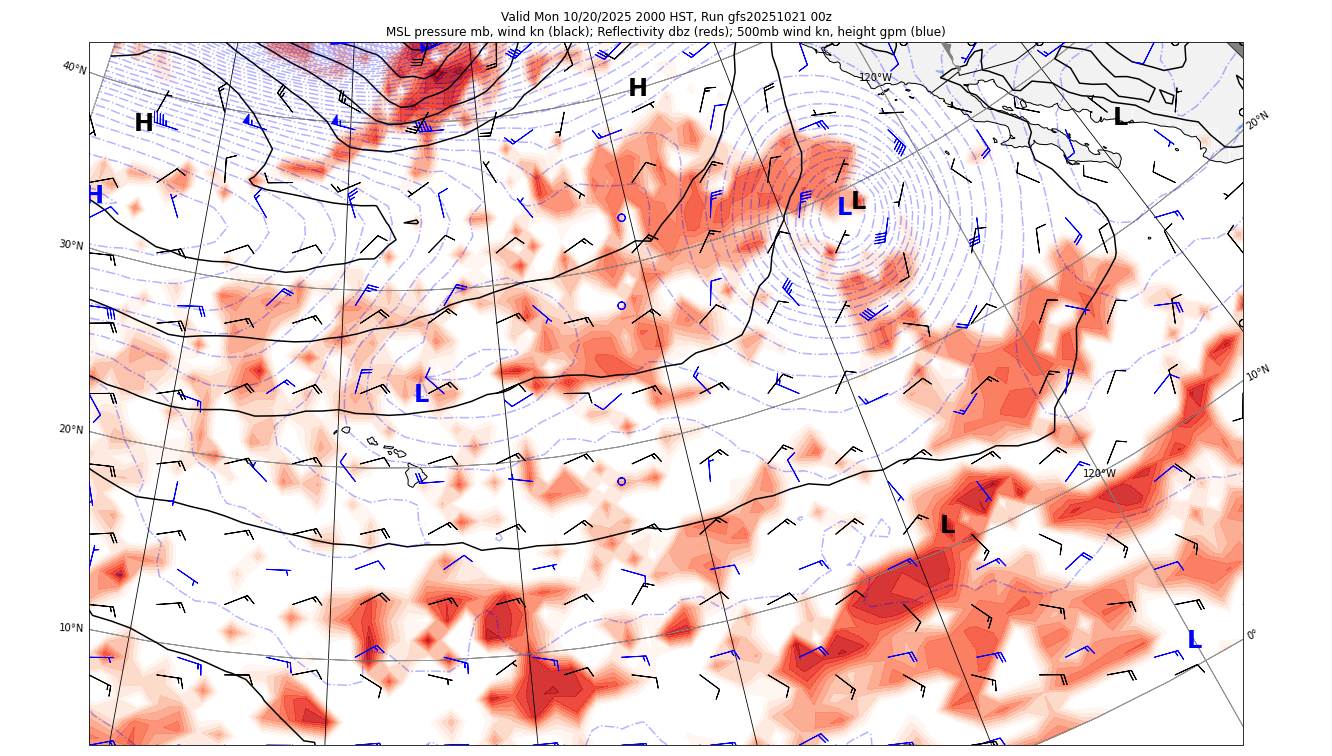 Valid Mon 10/20/2025 2000 HST, Run gfs20251021 00z
MSL pressure mb, wind kn (black); Reflectivity dbz (reds); 500mb wind kn, height gpm (blue)
40°N
120°W
H
H
L
20°N
H
L L
30°N
10°N
L
20°N
120°W
L
10°N
0°
L